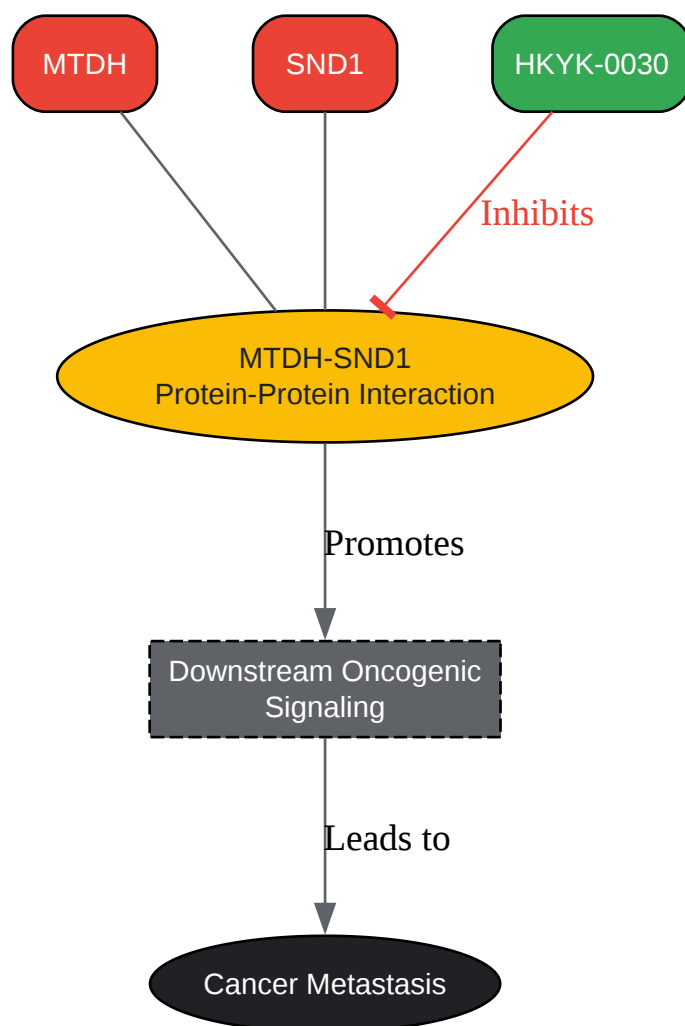 MTDH
SND1
HKYK-0030
Inhibits
MTDH-SND1
Protein-Protein Interaction
Promotes
Downstream Oncogenic
Signaling
Leads to
Cancer Metastasis